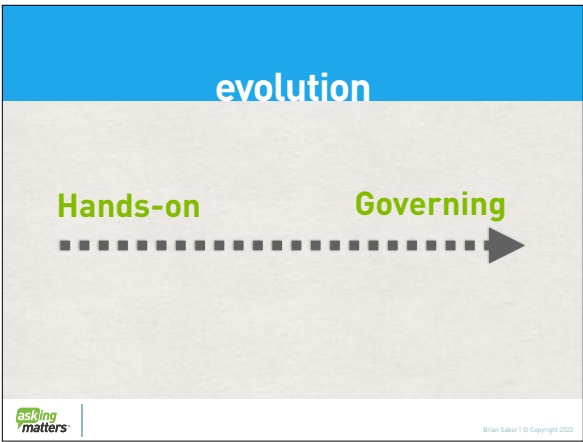 evolution
Hands-on
Governing
asking
matters
Brian Saber I © Copyright 2023